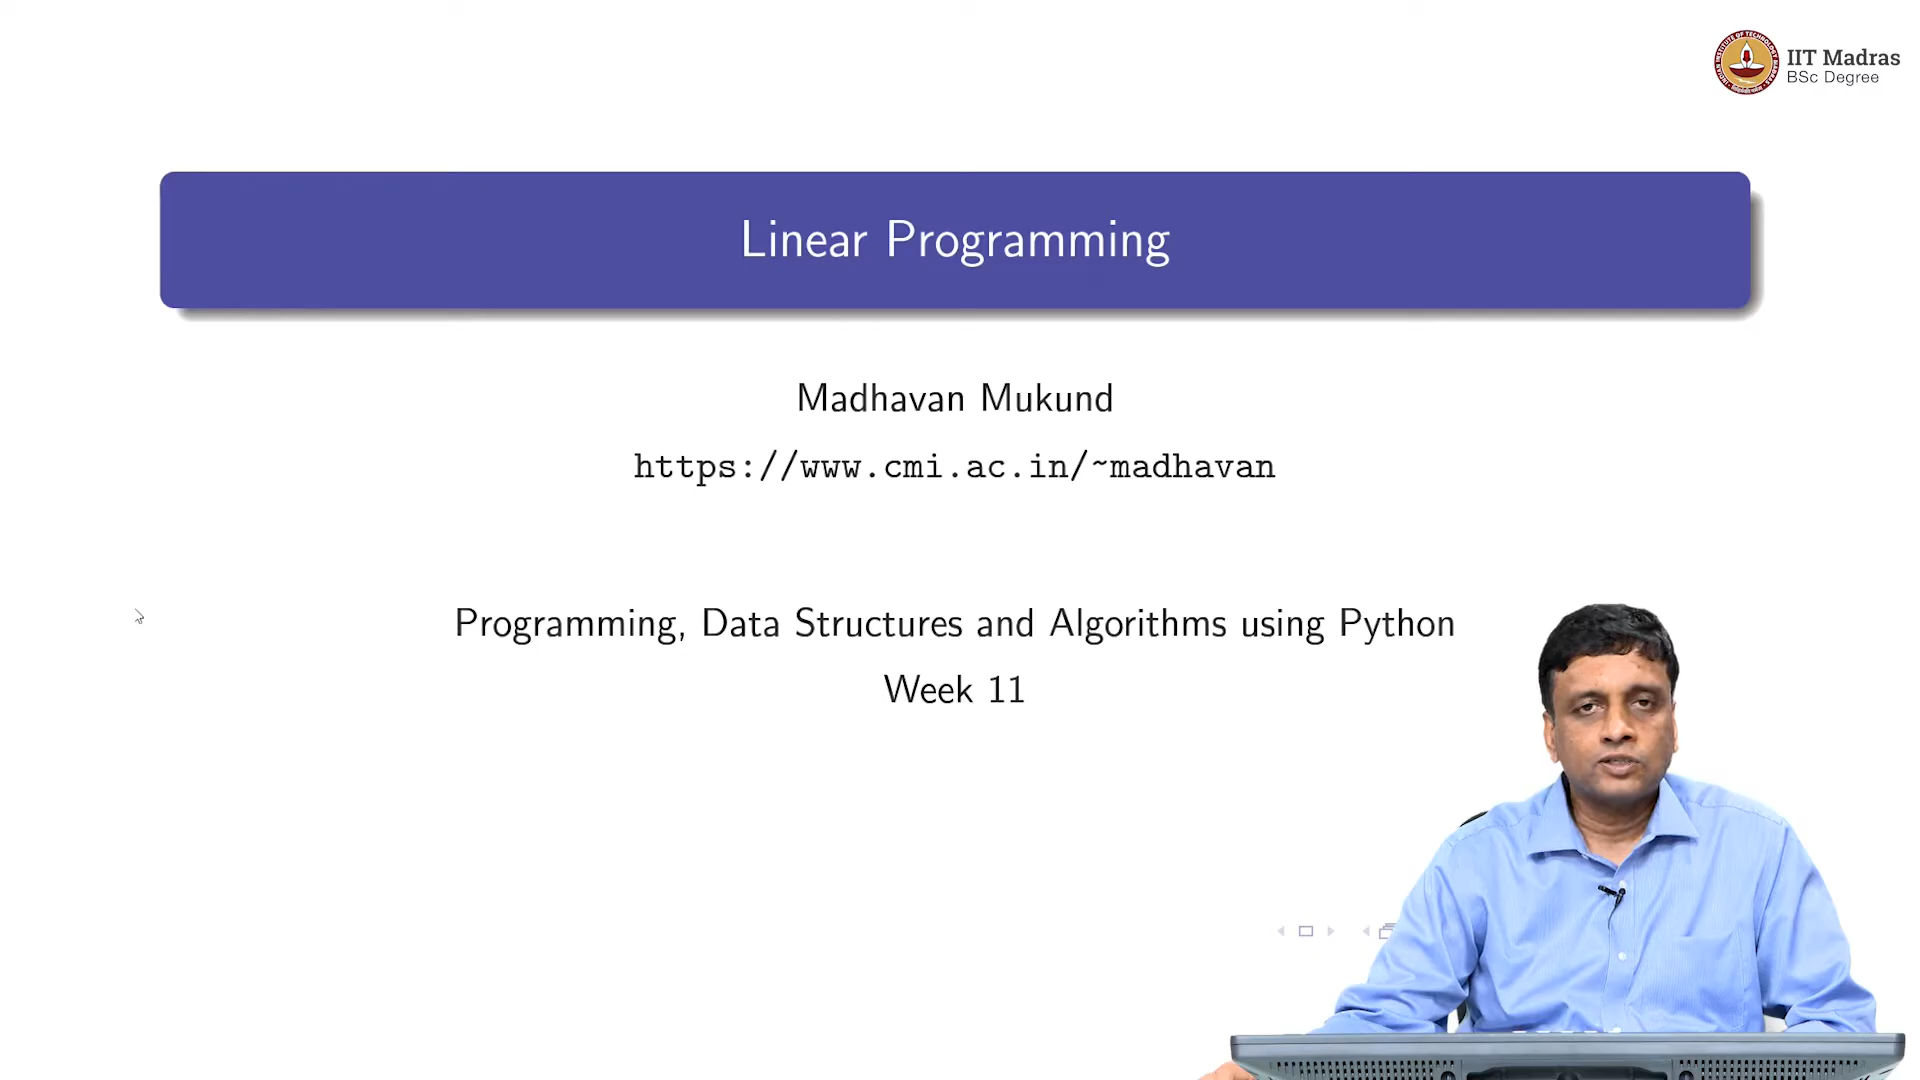 IIT Madras
BSc Degree
Linear Programming
Madhavan Mukund
https://www.cmi.ac.in/~madhavan
Programming, Data Structures and Algorithms using Python
Week 11